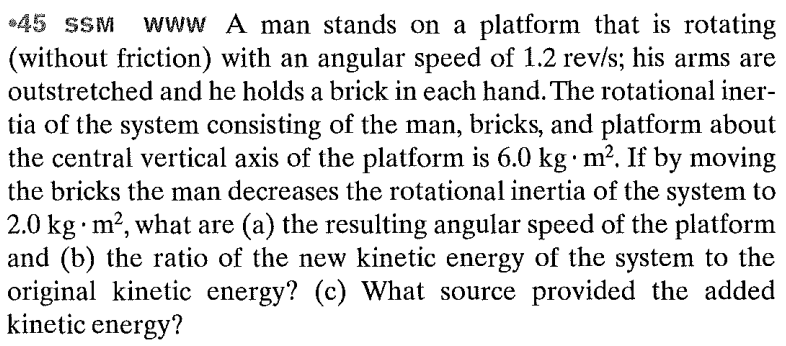 •45 SSM WWW A man stands on a platform that is rotating
(without friction) with an angular speed of 1.2 rev/s; his arms are
outstretched and he holds a brick in each hand. The rotational iner-
tia of the system consisting of the man, bricks, and platform about
the central vertical axis of the platform is 6.0 kg · m². If by moving
the bricks the man decreases the rotational inertia of the system to
2.0 kg · m², what are (a) the resulting angular speed of the platform
and (b) the ratio of the new kinetic energy of the system to the
original kinetic energy? (c) What source provided the added
kinetic energy?